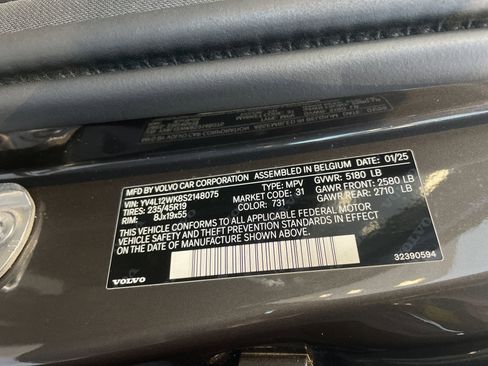 MFD BY VOLVO CAR CORPORATION ASSEMBLED IN BELGIUM DATE: 01/25
VIN: YV4L12WK8S2148075 TYPE: MPV GVWR: 5180 LB
TIRES: 235/45R19 MARKET CODE: 31 GAWR FRONT: 2580 LB
RIM: 8Jx19x55 COLOR: 731 GAWR REAR: 2710 LB
THIS VEHICLE CONFORMS TO ALL APPLICABLE FEDERAL MOTOR
VEHICLE SAFETY STANDARDS IN EFFECT ON THE DATE OF
MANUFACTURE SHOWN ABOVE
VOLVO
32390594